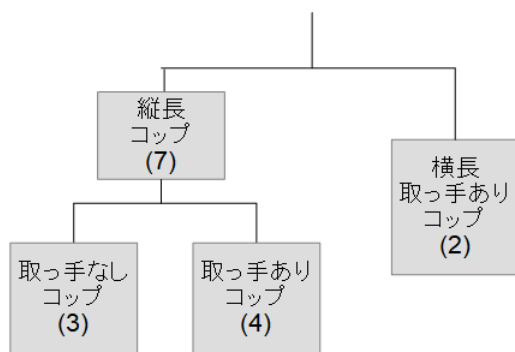 縦長
コップ
(7)
横長
取っ手あり
コップ
(2)
取っ手なし
コップ
(3)
取っ手あり
コップ
(4)